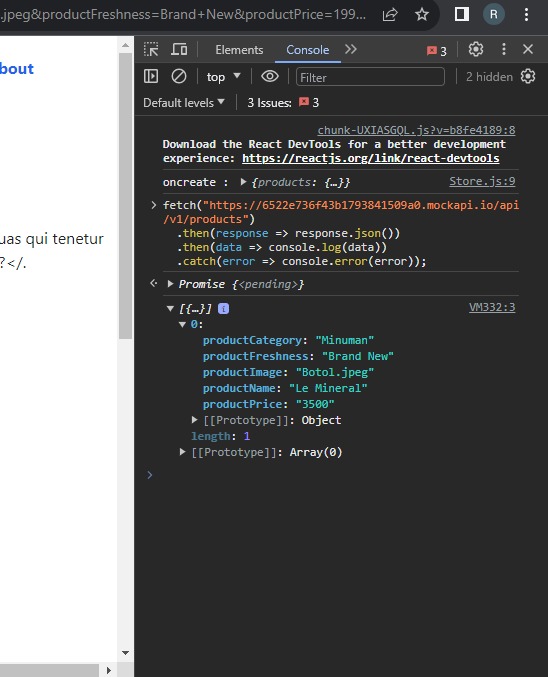 .jpeg&productFreshness=Brand+New&productPrice=199...
R
bout
Elements Console 3
top Filter 2 hidden
Default levels 3 Issues: 3
chunk-UXIASGQL.js?v=b8fe4189:8
Download the React DevTools for a better development
experience: https://reactjs.org/link/react-devtools
oncreate : {products: {…}} Store.js:9
fetch("https://6522e736f43b1793841509a0.mockapi.io/api
/v1/products")
.then(response => response.json())
.then(data => console.log(data))
.catch(error => console.error(error));
Promise {<pending>}
uas qui tenetur
?</.
[{…}] i VM332:3
0:
productCategory: "Minuman"
productFreshness: "Brand New"
productImage: "Botol.jpeg"
productName: "Le Mineral"
productPrice: "3500"
[[Prototype]]: Object
length: 1
[[Prototype]]: Array(0)